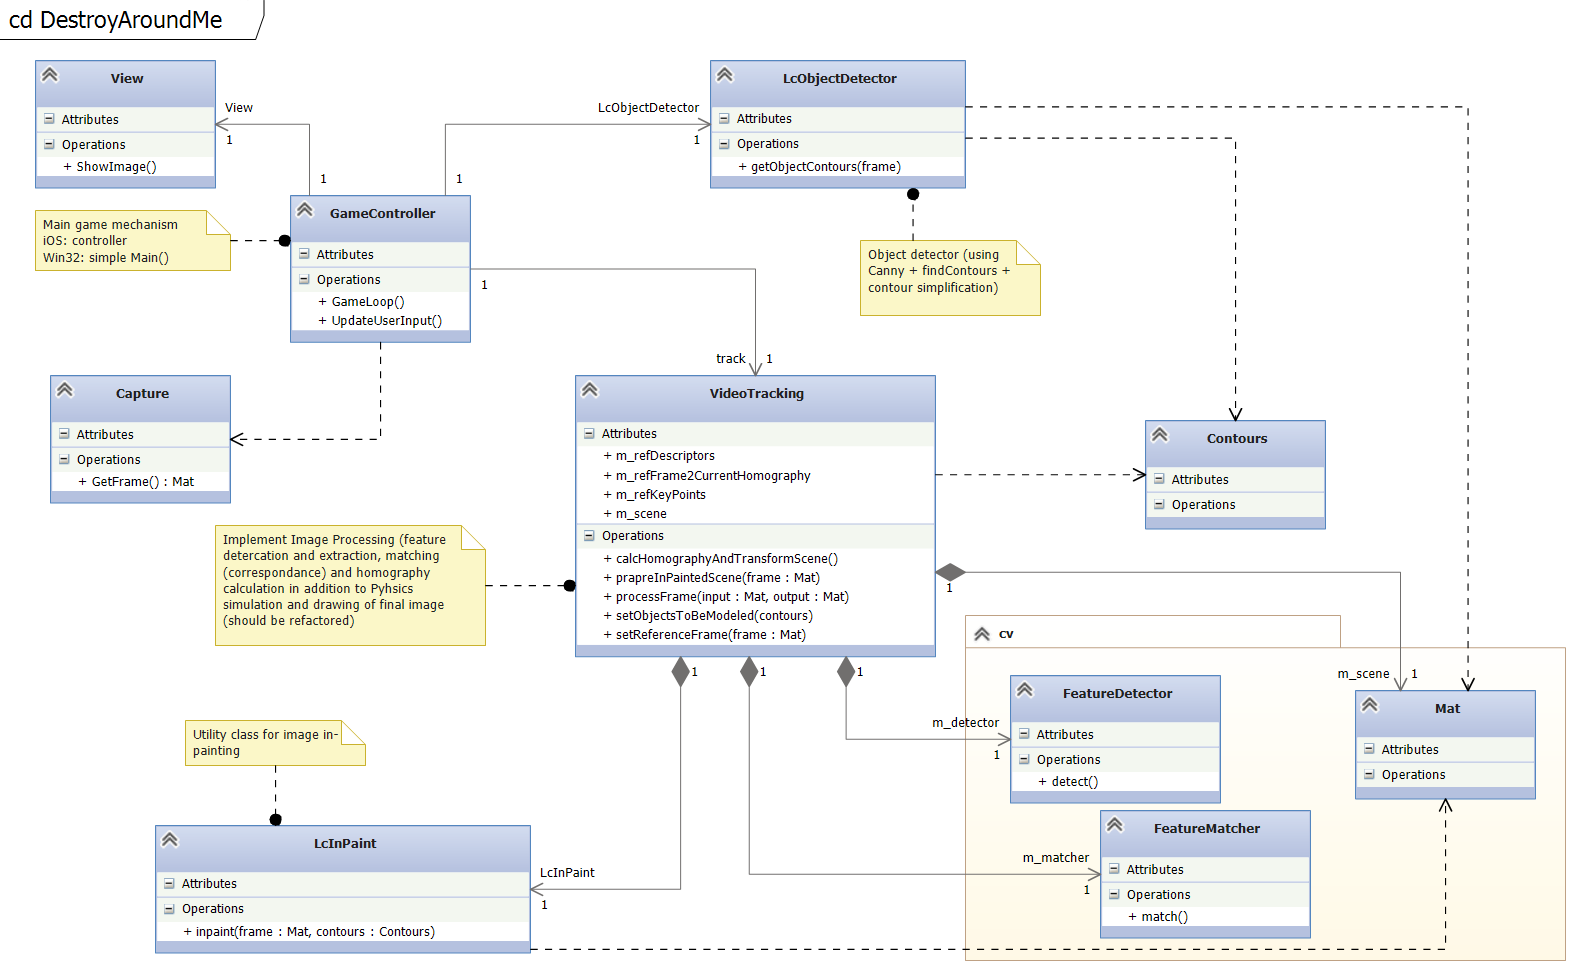 cd DestroyAroundMe
View
Attributes
Operations
+ ShowImage()
View
1
1
LcObjectDetector
1
1
LcObjectDetector
Attributes
Operations
+ getObjectContours(frame)
Main game mechanism
iOS: controller
Win32: simple Main()
GameController
Attributes
Operations
+ GameLoop()
+ UpdateUserInput()
1
track
1
Object detector (using
Canny + findContours +
contour simplification)
Capture
Attributes
Operations
+ GetFrame() : Mat
VideoTracking
Attributes
+ m_refDescriptors
+ m_refFrame2CurrentHomography
+ m_refKeyPoints
+ m_scene
Operations
+ calcHomographyAndTransformScene()
+ prapreInPaintedScene(frame : Mat)
+ processFrame(input : Mat, output : Mat)
+ setObjectsToBeModeled(contours)
+ setReferenceFrame(frame : Mat)
Contours
Attributes
Operations
Implement Image Processing (feature
detercation and extraction, matching
(correspondance) and homography
calculation in addition to Pyhsics
simulation and drawing of final image
(should be refactored)
1
1
1
1
cv
m_scene
1
m_detector
1
FeatureDetector
Attributes
Operations
+ detect()
Mat
Attributes
Operations
Utility class for image in-
painting
m_matcher
1
FeatureMatcher
Attributes
Operations
+ match()
LcInPaint
1
LcInPaint
Attributes
Operations
+ inpaint(frame : Mat, contours : Contours)